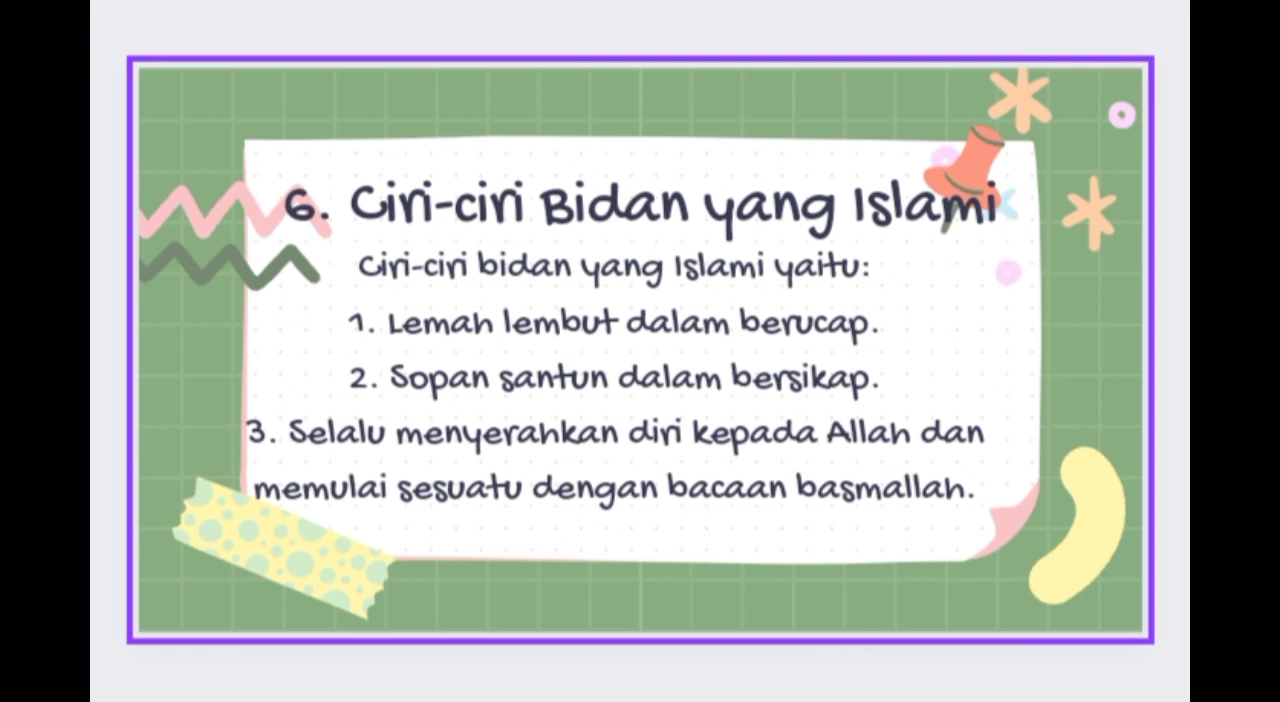 6. Ciri-ciri Bidan yang Islami
Ciri-ciri bidan yang Islami yaitu:
1. Lemah lembut dalam berucap.
2. Sopan santun dalam bersikap.
3. Selalu menyerahkan diri kepada Allah dan
memulai sesuatu dengan bacaan basmallah.